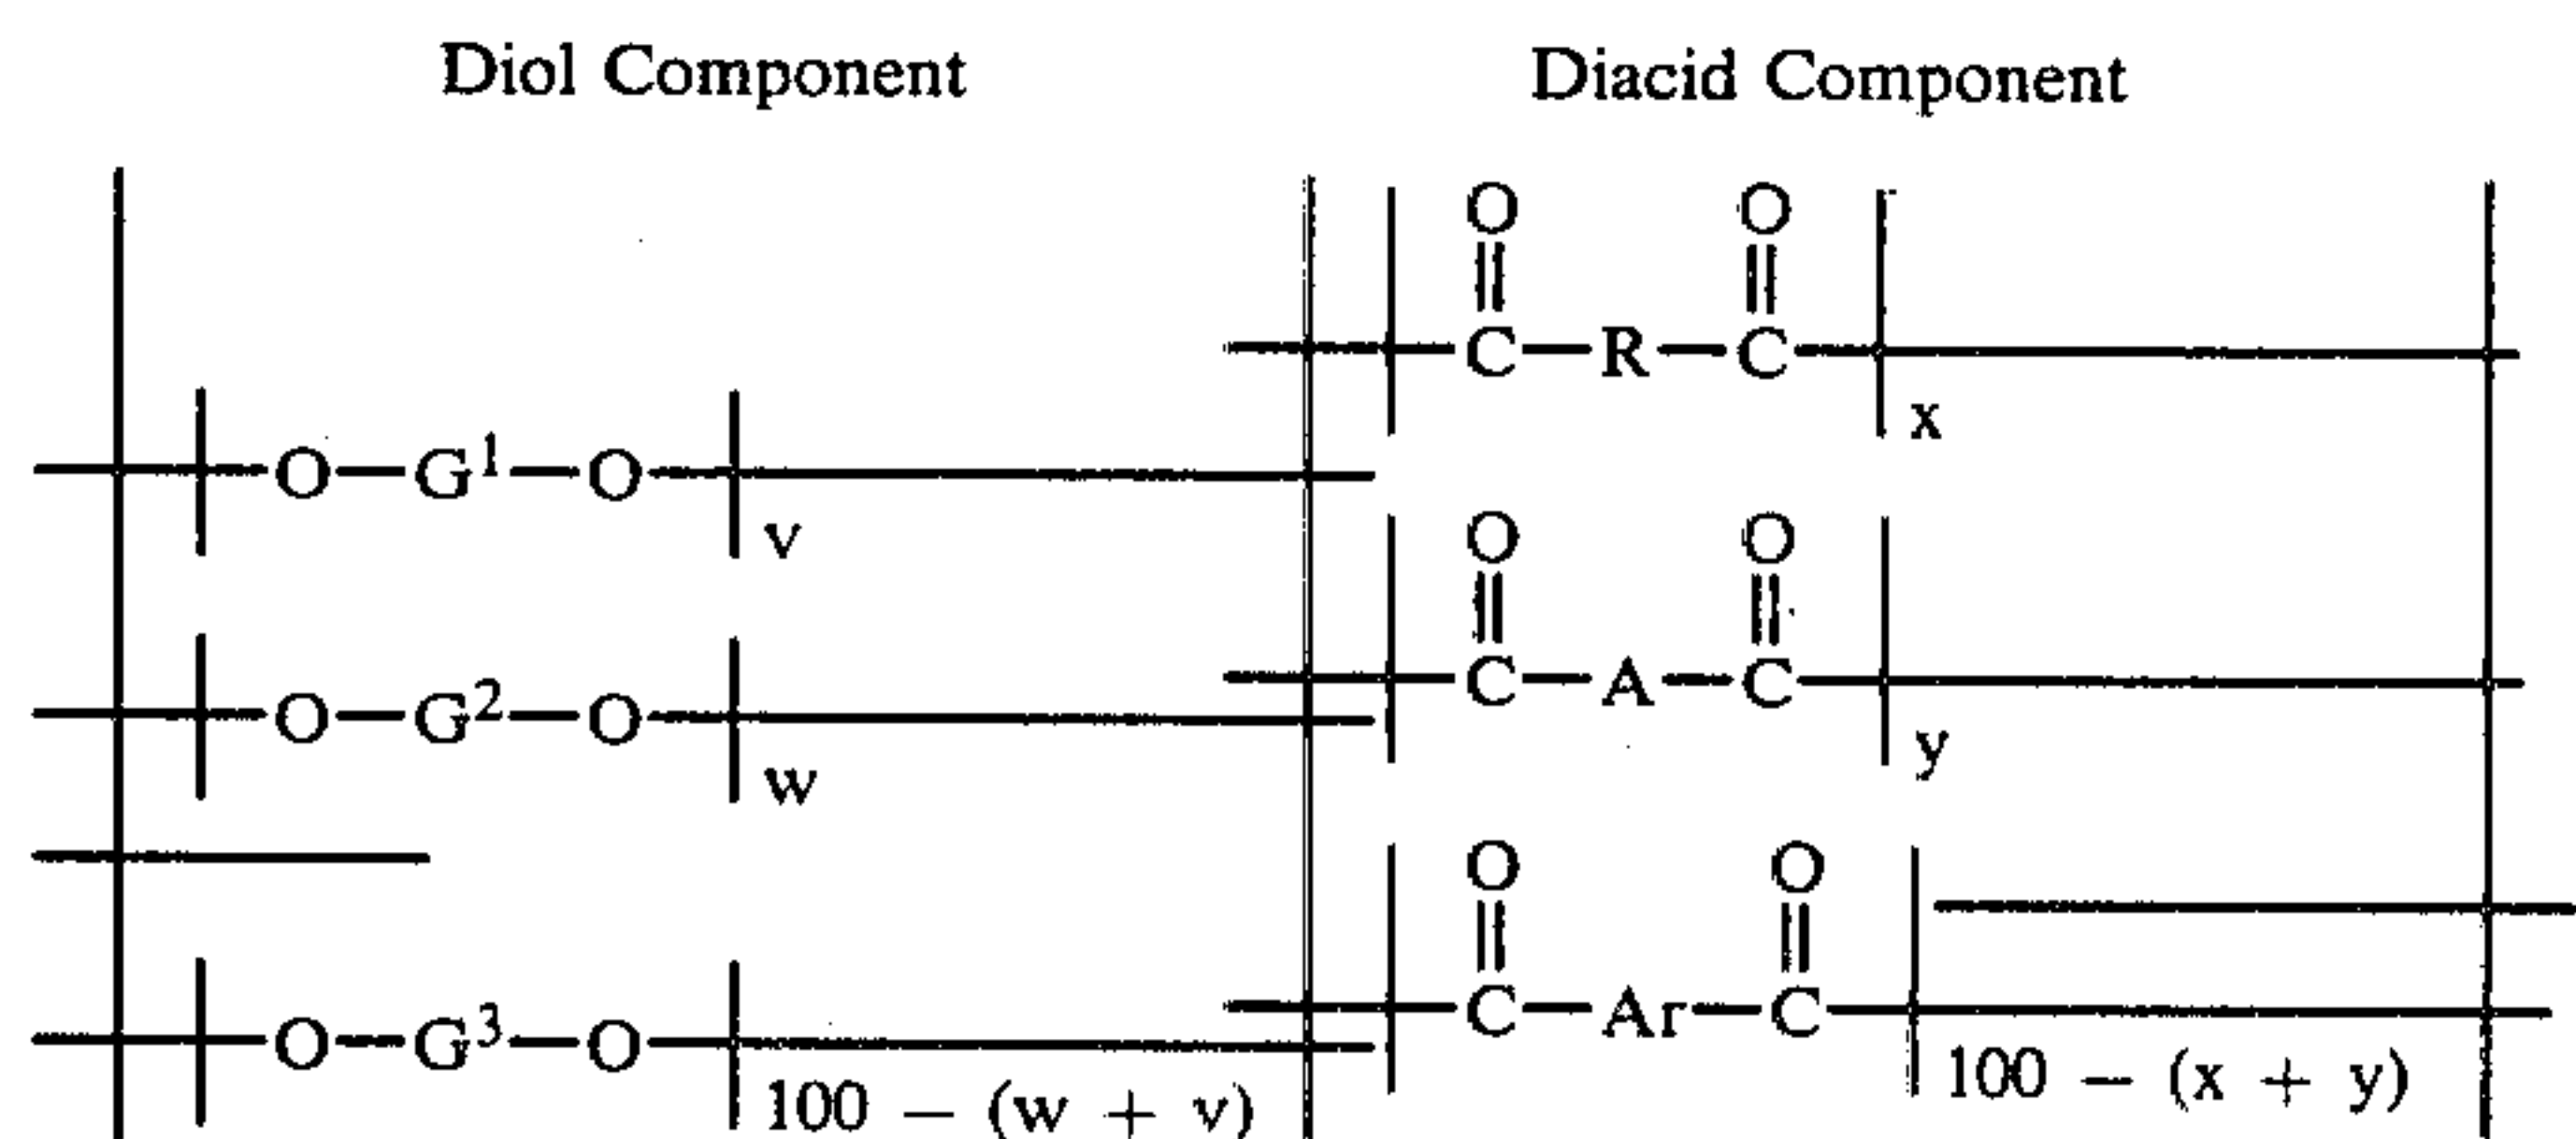 Diol Component Diacid Component
O O
C—R—C
x
O—G¹—O
v
O O
C—A—C
y
O—G²—O
w
O O
C—Ar—C
100 − (x + y)
O—G³—O
100 − (w + v)